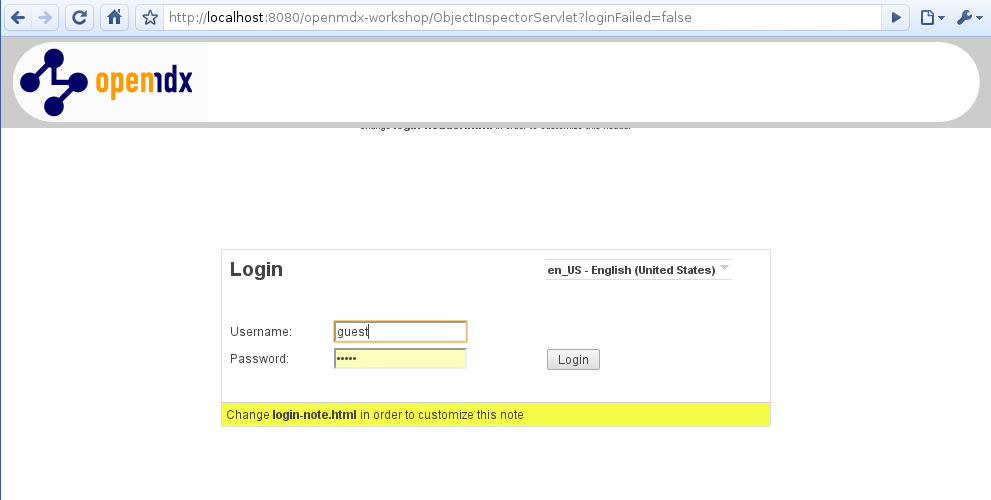 http://localhost:8080/openmdx-workshop/ObjectInspectorServlet?loginFailed=false
openmdx
Change login-header.html in order to customize this header
Login
en_US - English (United States)
Username:
guest
Password:
•••••
Login
Change login-note.html in order to customize this note